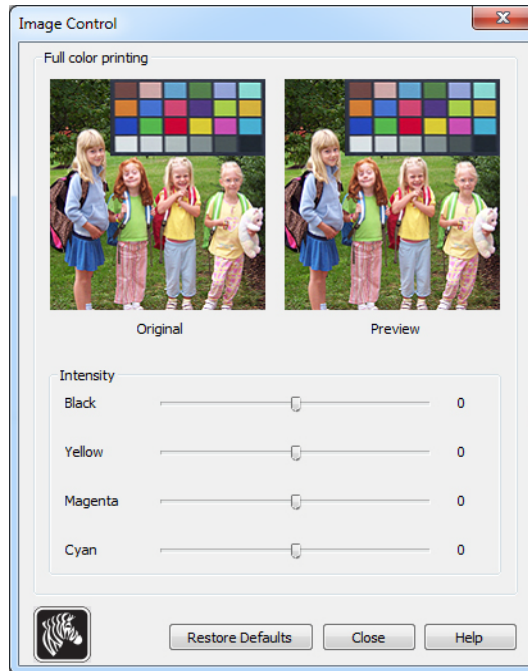 Image Control
Full color printing
Original Preview
Intensity
Black 0
Yellow 0
Magenta 0
Cyan 0
Restore Defaults Close Help